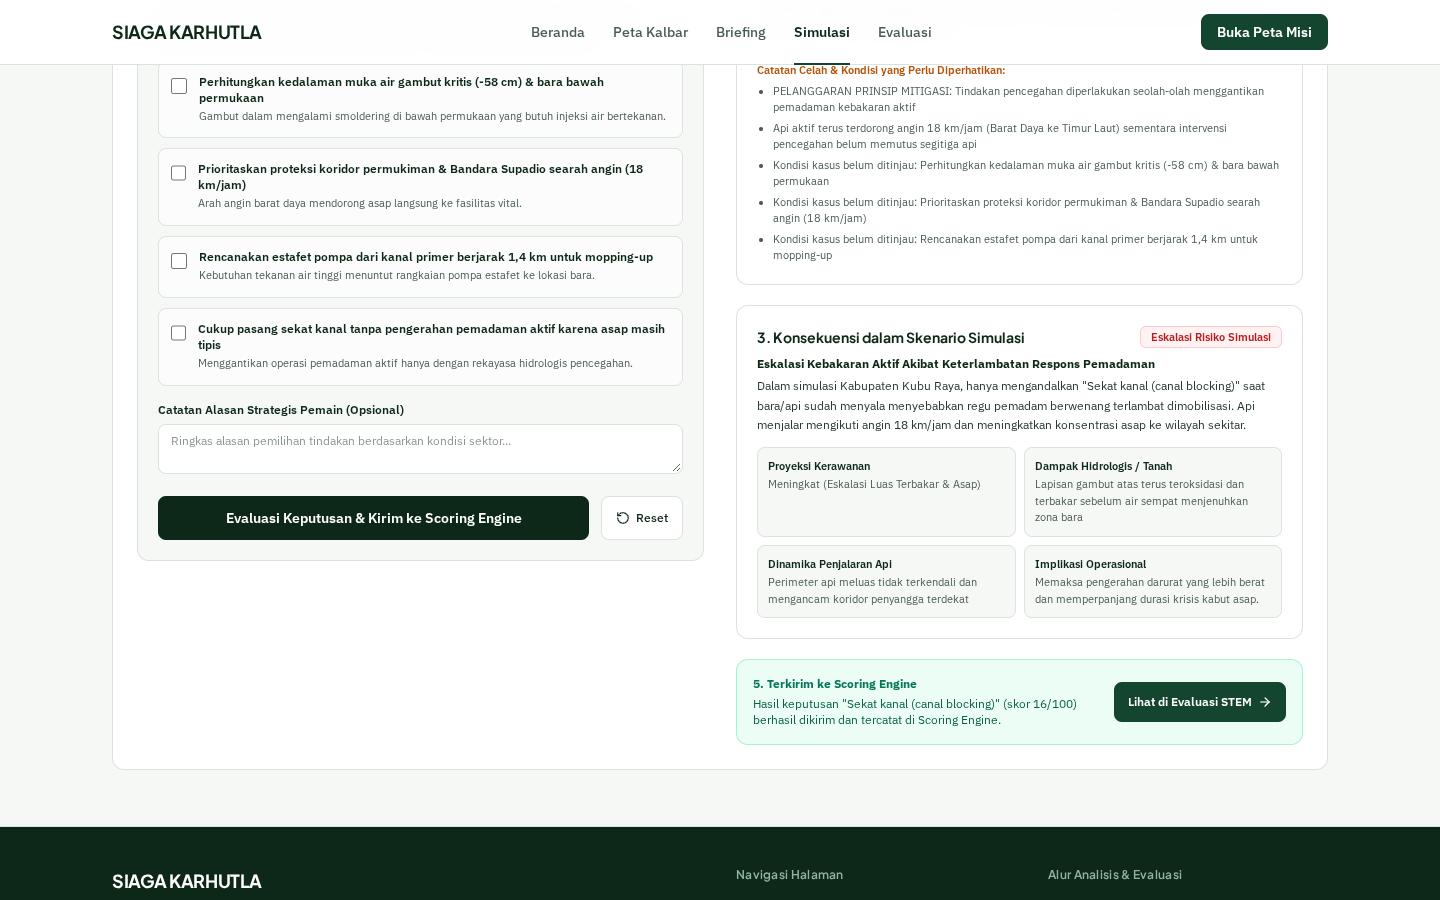 SIAGA KARHUTLA
Beranda
Peta Kalbar
Briefing
Simulasi
Evaluasi
Buka Peta Misi
Perhitungkan kedalaman muka air gambut kritis (-58 cm) & bara bawah
permukaan
Gambut dalam mengalami smoldering di bawah permukaan yang butuh injeksi air bertekanan.
Prioritaskan proteksi koridor permukiman & Bandara Supadio searah angin (18
km/jam)
Arah angin barat daya mendorong asap langsung ke fasilitas vital.
Rencanakan estafet pompa dari kanal primer berjarak 1,4 km untuk mopping-up
Kebutuhan tekanan air tinggi menuntut rangkaian pompa estafet ke lokasi bara.
Cukup pasang sekat kanal tanpa pengerahan pemadaman aktif karena asap masih
tipis
Menggantikan operasi pemadaman aktif hanya dengan rekayasa hidrologis pencegahan.
Catatan Alasan Strategis Pemain (Opsional)
Ringkas alasan pemilihan tindakan berdasarkan kondisi sektor...
Evaluasi Keputusan & Kirim ke Scoring Engine
Reset
Catatan Celah & Kondisi yang Perlu Diperhatikan:
• PELANGGARAN PRINSIP MITIGASI: Tindakan pencegahan diperlakukan seolah-olah menggantikan
pemadaman kebakaran aktif
• Api aktif terus terdorong angin 18 km/jam (Barat Daya ke Timur Laut) sementara intervensi
pencegahan belum memutus segitiga api
• Kondisi kasus belum ditinjau: Perhitungkan kedalaman muka air gambut kritis (-58 cm) & bara bawah
permukaan
• Kondisi kasus belum ditinjau: Prioritaskan proteksi koridor permukiman & Bandara Supadio searah
angin (18 km/jam)
• Kondisi kasus belum ditinjau: Rencanakan estafet pompa dari kanal primer berjarak 1,4 km untuk
mopping-up
3. Konsekuensi dalam Skenario Simulasi
Eskalasi Risiko Simulasi
Eskalasi Kebakaran Aktif Akibat Keterlambatan Respons Pemadaman
Dalam simulasi Kabupaten Kubu Raya, hanya mengandalkan "Sekat kanal (canal blocking)" saat
bara/api sudah menyala menyebabkan regu pemadam berwenang terlambat dimobilisasi. Api
menjalar mengikuti angin 18 km/jam dan meningkatkan konsentrasi asap ke wilayah sekitar.
Proyeksi Kerawanan
Meningkat (Eskalasi Luas Terbakar & Asap)
Dampak Hidrologis / Tanah
Lapisan gambut atas terus teroksidasi dan
terbakar sebelum air sempat menjenuhkan
zona bara
Dinamika Penjalaran Api
Perimeter api meluas tidak terkendali dan
mengancam koridor penyangga terdekat
Implikasi Operasional
Memaksa pengerahan darurat yang lebih berat
dan memperpanjang durasi krisis kabut asap.
5. Terkirim ke Scoring Engine
Hasil keputusan "Sekat kanal (canal blocking)" (skor 16/100)
berhasil dikirim dan tercatat di Scoring Engine.
Lihat di Evaluasi STEM →
SIAGA KARHUTLA
Navigasi Halaman
Alur Analisis & Evaluasi